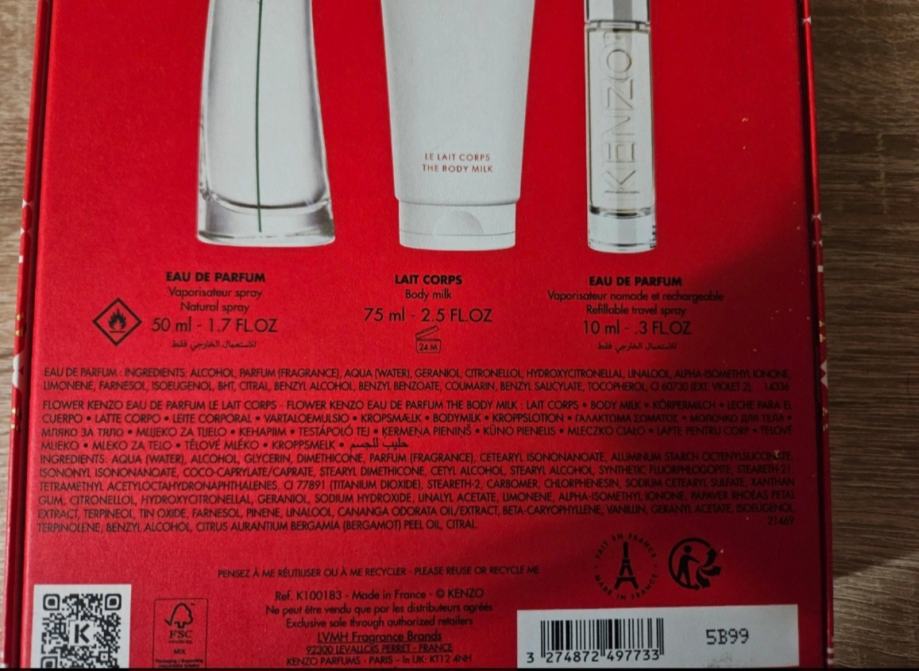 KENZO
LE LAIT CORPS
THE BODY MILK
EAU DE PARFUM
Vaporisateur spray
Natural spray
50 ml - 1.7 FL.OZ
للاستعمال الخارجي فقط
LAIT CORPS
Body milk
75 ml - 2.5 FL.OZ
24 M
EAU DE PARFUM
Vaporisateur nomade et rechargeable
Refillable travel spray
10 ml - .3 FL.OZ
للاستعمال الخارجي فقط
EAU DE PARFUM : INGREDIENTS: ALCOHOL, PARFUM (FRAGRANCE), AQUA (WATER), GERANIOL, CITRONELLOL, HYDROXYCITRONELLAL, LINALOOL, ALPHA-ISOMETHYL IONONE,
LIMONENE, FARNESOL, ISOEUGENOL, BHT, CITRAL, BENZYL ALCOHOL, BENZYL BENZOATE, COUMARIN, BENZYL SALICYLATE, TOCOPHEROL, CI 60730 (EXT. VIOLET 2). 14336
FLOWER KENZO EAU DE PARFUM LE LAIT CORPS - FLOWER KENZO EAU DE PARFUM THE BODY MILK : LAIT CORPS • BODY MILK • KÖRPERMILCH • LECHE PARA EL
CUERPO • LATTE CORPO • LEITE CORPORAL • VARTALOEMULSIO • KROPSMÆLK • BODYMILK • KROPPSLOTION • ΓΑΛΑΚΤΩΜΑ ΣΩΜΑΤΟΣ • МОЛОЧКО ДЛЯ ТЕЛА •
МЛЯКО ЗА ТЯЛО • MLIJEKO ZA TIJELO • KEHAPIIM • TESTÁPOLÓ TEJ • ĶERMEŅA PIENIŅŠ • KŪNO PIENELIS • MLECZKO CIAŁO • LAPTE PENTRU CORP • TELOVÉ
MLIEKO • MLEKO ZA TELO • TĚLOVÉ MLÉKO • KROPPSMELK • حليب للجسم
INGREDIENTS: AQUA (WATER), ALCOHOL, GLYCERIN, DIMETHICONE, PARFUM (FRAGRANCE), CETEARYL ISONONANOATE, ALUMINUM STARCH OCTENYLSUCCINATE,
ISONONYL ISONONANOATE, COCO-CAPRYLATE/CAPRATE, STEARYL DIMETHICONE, CETYL ALCOHOL, STEARYL ALCOHOL, SYNTHETIC FLUORPHLOGOPITE, STEARETH-21,
TETRAMETHYL ACETYLOCTAHYDRONAPHTHALENES, CI 77891 (TITANIUM DIOXIDE), STEARETH-2, CARBOMER, CHLORPHENESIN, SODIUM CETEARYL SULFATE, XANTHAN
GUM, CITRONELLOL, HYDROXYCITRONELLAL, GERANIOL, SODIUM HYDROXIDE, LINALYL ACETATE, LIMONENE, ALPHA-ISOMETHYL IONONE, PAPAVER RHOEAS PETAL
EXTRACT, TERPINEOL, TIN OXIDE, FARNESOL, PINENE, LINALOOL, CANANGA ODORATA OIL/EXTRACT, BETA-CARYOPHYLLENE, VANILLIN, GERANYL ACETATE, ISOEUGENOL,
TERPINOLENE, BENZYL ALCOHOL, CITRUS AURANTIUM BERGAMIA (BERGAMOT) PEEL OIL, CITRAL. 21469
FAIT EN FRANCE
MADE IN FRANCE
PENSEZ À ME RÉUTILISER OU À ME RECYCLER - PLEASE REUSE OR RECYCLE ME
K
FSC
MIX
Ref. K100183 - Made in France - © KENZO
Ne peut être vendu que par les distributeurs agréés
Exclusive sale through authorized retailers
LVMH Fragrance Brands
92300 LEVALLOIS PERRET - FRANCE
KENZO PARFUMS - PARIS - In UK: KT12 4NH
3 274872 497733
5B99